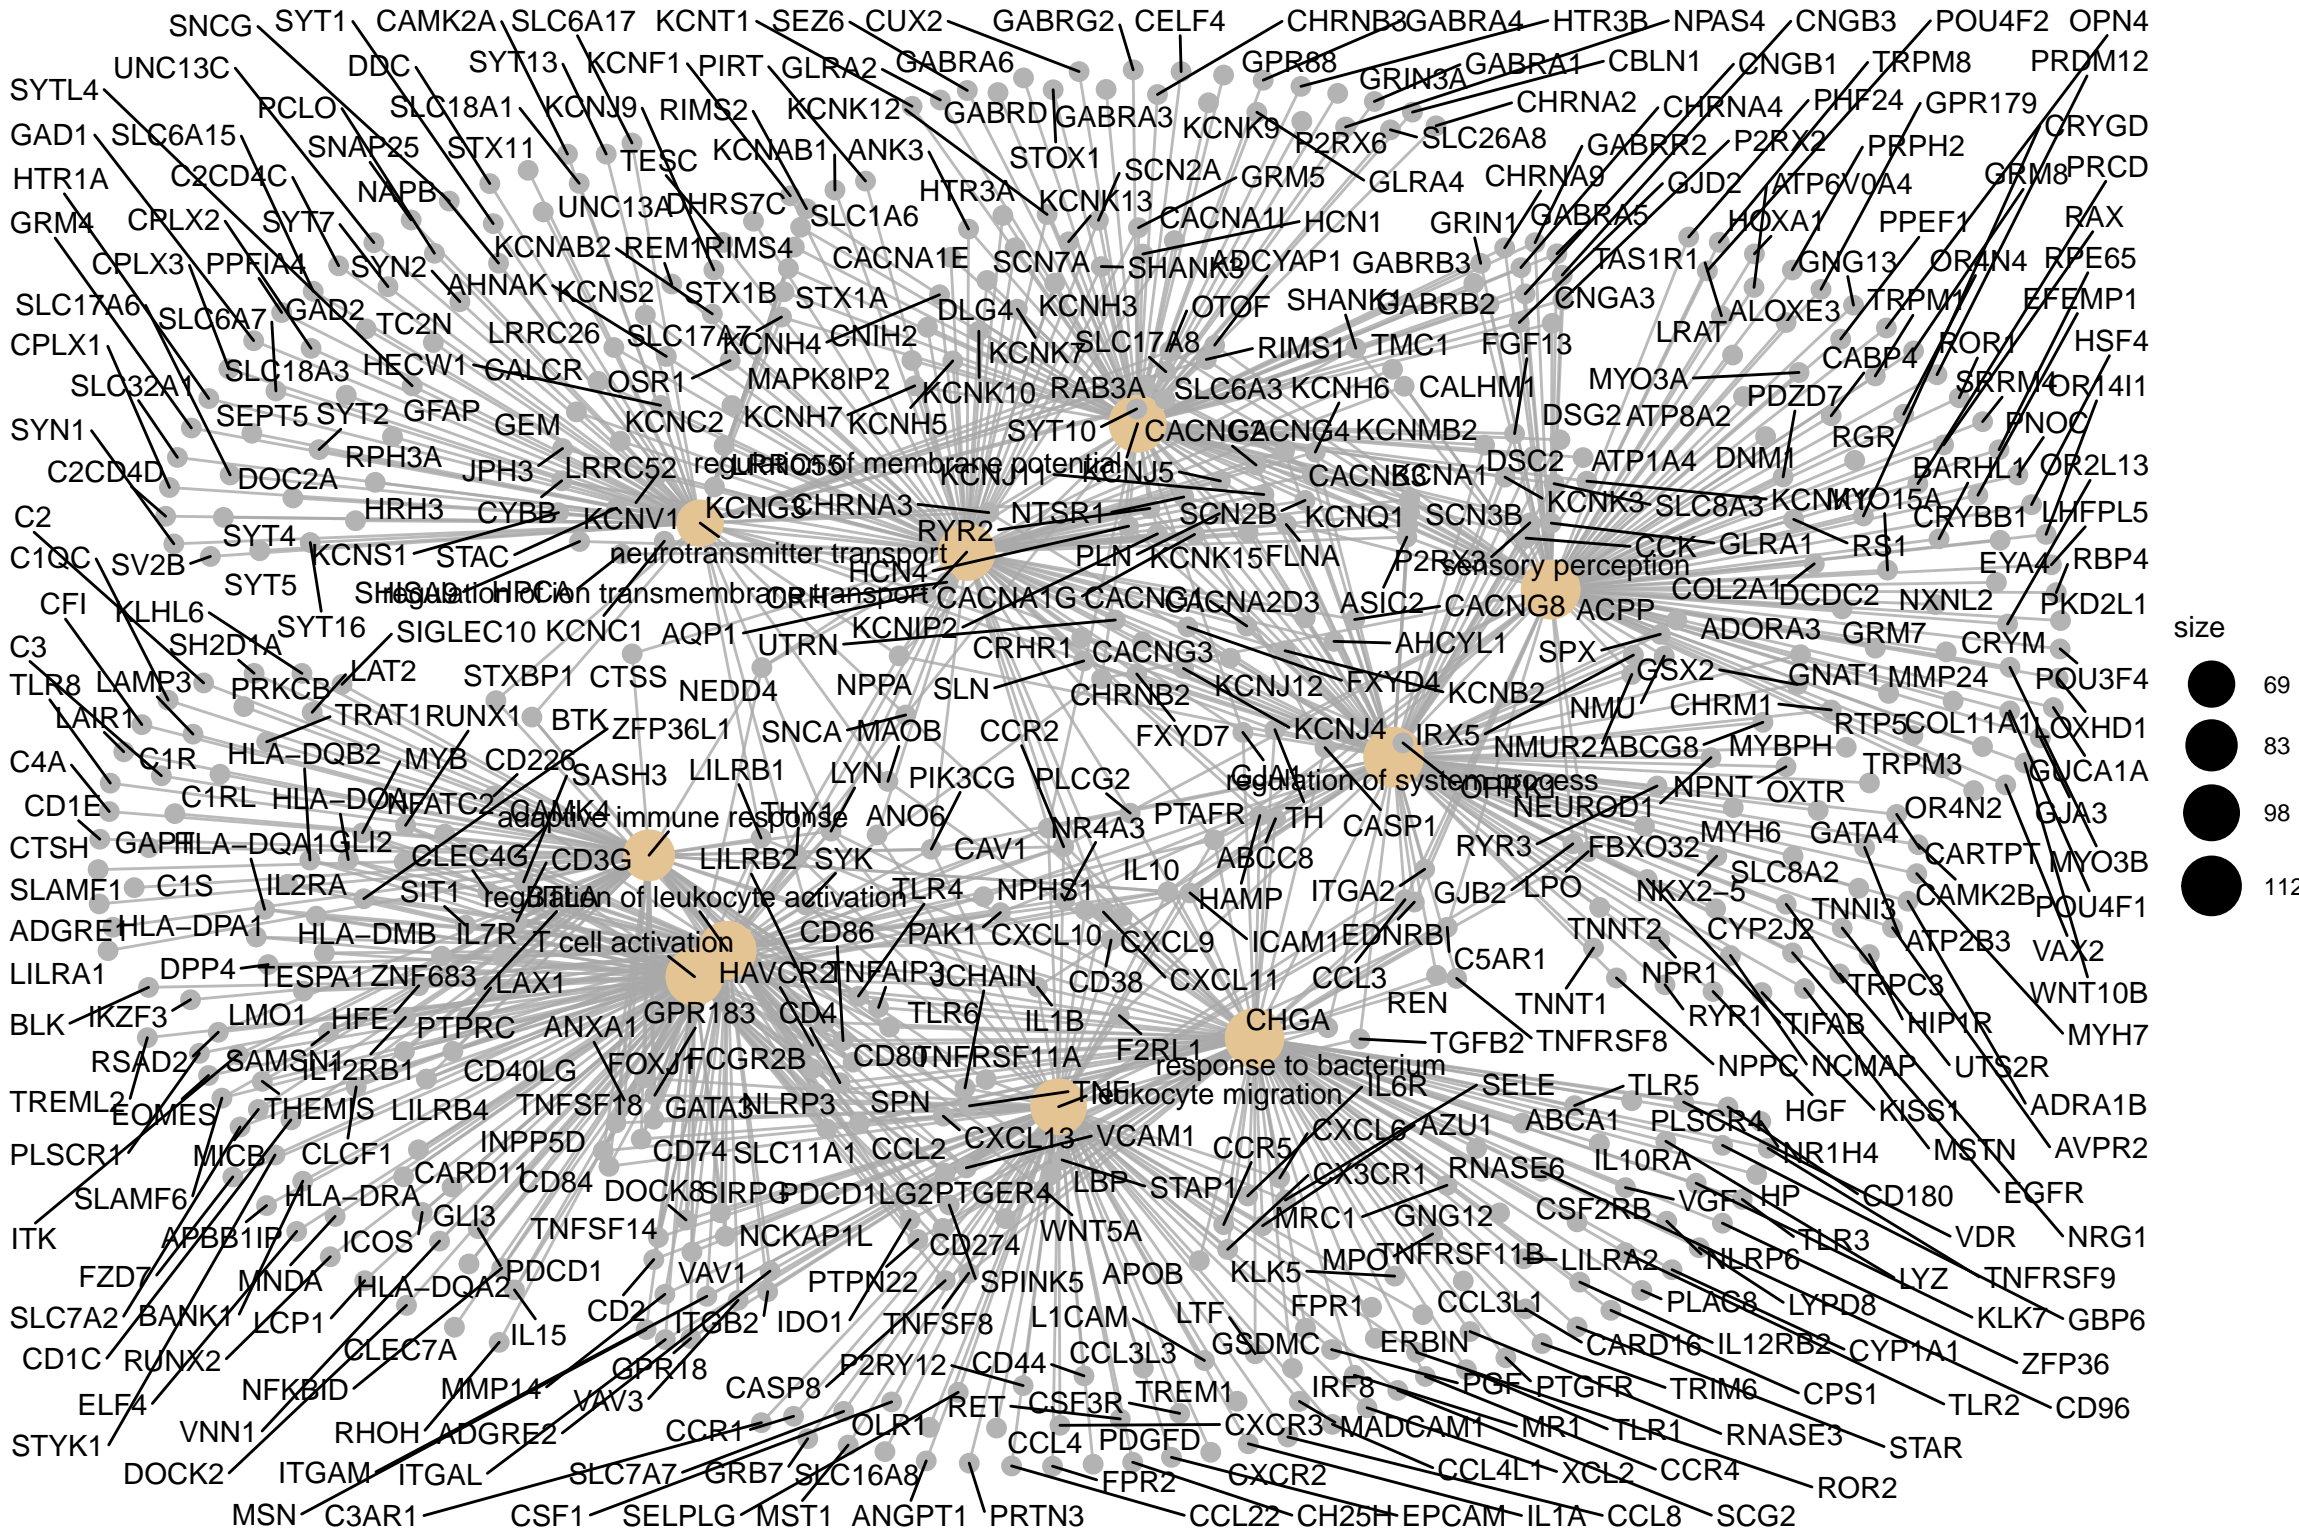 SNCG SYT1 CAMK2A SLC6A17 KCNT1 SEZ6 CUX2 GABRG2 CELF4 CHRNB3 GABRA4 HTR3B NPAS4 CNGB3 POU4F2 OPN4
UNC13C DDC SYT13 KCNF1 PIRT GLRA2 GABRA6 GPR88 GRIN3A GABRA1 CBLN1 CNGB1 TRPM8 PRDM12
SYTL4 PCLO SLC18A1 KCNJ9 RIMS2 KCNK12 GABRD GABRA3 KCNK9 CHRNA2 CHRNA4 PHF24 GPR179
GAD1 SLC6A15 SNAP25 STX11 TESC KCNAB1 ANK3 STOX1 SCN2A P2RX6 SLC26A8 GABRR2 P2RX2 PRPH2 CRYGD
HTR1A C2CD4C NAPB UNC13A DHRS7C HTR3A KCNK13 GRM5 GLRA4 CHRNA9 GJD2 ATP6V0A4 GRM8 PRCD
GRM4 CPLX2 SYT7 KCNAB2 REM1 RIMS4 SLC1A6 CACNA1I HCN1 GRIN1 GABRA5 HOXA1 PPEF1 RAX
CPLX3 PPFIA4 SYN2 AHNAK KCNS2 STX1B STX1A CACNA1E SCN7A SHANK3 ADCYAP1 GABRB3 TAS1R1 GNG13 OR4N4 RPE65
SLC17A6 SLC6A7 GAD2 TC2N LRRC26 SLC17A7 KCNH4 CNIH2 DLG4 KCNH3 OTOF SHANK1 GABRB2 CNGA3 LRAT ALOXE3 TRPM1 EFEMP1
CPLX1 SLC18A3 HECW1 CALCR OSR1 MAPK8IP2 KCNK7 SLC17A8 RIMS1 TMC1 FGF13 CABP4 ROR1 HSF4
SLC32A1 SEPT5 SYT2 GFAP GEM KCNC2 KCNH7 KCNH5 KCNK10 RAB3A SLC6A3 KCNH6 CALHM1 MYO3A PDZD7 SRRM4 OR14I1
SYN1 RPH3A JPH3 LRRC52 LRRC55 SYT10 CACNG2 CACNG4 KCNMB2 DSG2 ATP8A2 RGR PNOC
regulation of membrane potential
C2CD4D DOC2A HRH3 CYBB KCNV1 KCNG3 CHRNA3 KCNJ11 KCNJ5 CACNB3 KCNA1 DSC2 ATP1A4 DNM1 BARHL1 OR2L13
C2 SYT4 KCNS1 STAC RYR2 NTSR1 SCN2B KCNQ1 SCN3B KCNK3 SLC8A3 KCNK1 MYO15A CRYBB1 LHFPL5
neurotransmitter transport
C1QC SV2B SYT5 SHISA9 HPCA HCN4 PLN KCNK15 FLNA P2RX3 CCK GLRA1 RS1 EYA4 RBP4
sensory perception
regulation of ion transmembrane transport
CFI KLHL6 SYT16 SIGLEC10 KCNC1 AQP1 CRH CACNA1G CACNG1 CACNA2D3 ASIC2 CACNG8 ACPP COL2A1 DCDC2 NXNL2 PKD2L1
C3 SH2D1A LAT2 STXBP1 CTSS UTRN KCNIP2 CRHR1 CACNG3 AHCYL1 SPX ADORA3 GRM7 CRYM
TLR8 LAMP3 PRKCB NEDD4 NPPA SLN CHRNB2 KCNJ12 FXYD4 KCNB2 GSX2 GNAT1 MMP24 POU3F4
LAIR1 TRAT1 RUNX1 BTK ZFP36L1 SNCA MAOB CCR2 FXYD7 KCNJ4 IRX5 NMU CHRM1 RTP5 COL11A1 LOXHD1
C4A C1R HLA−DQB2 MYB CD226 SASH3 LILRB1 LYN PIK3CG PLCG2 GJA1 OPRK1 NMUR2 ABCG8 MYBPH TRPM3 GUCA1A
regulation of system process
CD1E C1RL HLA−DOA NFATC2 CAMK4 THY1 ANO6 NR4A3 PTAFR TH CASP1 NEUROD1 NPNT OXTR OR4N2 GJA3
adaptive immune response
CTSH GAPT HLA−DQA1 GLI2 CLEC4G CD3G LILRB2 SYK CAV1 IL10 ABCC8 RYR3 FBXO32 MYH6 GATA4 CARTPT MYO3B
SLAMF1 C1S IL2RA SIT1 BTLA TLR4 NPHS1 HAMP ITGA2 GJB2 LPO NKX2−5 SLC8A2 CAMK2B POU4F1
regulation of leukocyte activation
ADGRE1 HLA−DPA1 HLA−DMB IL7R CD86 PAK1 CXCL10 CXCL9 ICAM1 EDNRB TNNT2 CYP2J2 TNNI3 ATP2B3 VAX2
T cell activation
LILRA1 DPP4 TESPA1 ZNF683 LAX1 HAVCR2 TNFAIP3 JCHAIN CD38 CXCL11 CCL3 C5AR1 NPR1 TRPC3 WNT10B
BLK IKZF3 LMO1 HFE PTPRC ANXA1 GPR183 CD4 TLR6 IL1B CHGA REN TNNT1 RYR1 TIFAB HIP1R MYH7
RSAD2 SAMSN1 IL12RB1 CD40LG FOXJ1 FCGR2B CD80 TNFRSF11A F2RL1 TGFB2 TNFRSF8 NPPC NCMAP UTS2R
response to bacterium
TREML2 EOMES THEMIS LILRB4 TNFSF18 GATA3 NLRP3 SPN TNF IL6R SELE TLR5 HGF KISS1 ADRA1B
leukocyte migration
PLSCR1 MICB CLCF1 INPP5D CD74 SLC11A1 CCL2 CXCL13 VCAM1 CCR5 CXCL6 AZU1 ABCA1 PLSCR4 NR1H4 MSTN AVPR2
SLAMF6 HLA−DRA CARD11 CD84 DOCK8 SIRPG PDCD1LG2 PTGER4 LBP STAP1 CX3CR1 RNASE6 IL10RA VGF HP CD180 EGFR
ITK APBB1IP ICOS GLI3 TNFSF14 NCKAP1L CD274 WNT5A MRC1 GNG12 CSF2RB TLR3 VDR NRG1
FZD7 MNDA HLA−DQA2 PDCD1 VAV1 PTPN22 SPINK5 APOB KLK5 MPO TNFRSF11B LILRA2 NLRP6 LYZ TNFRSF9
SLC7A2 BANK1 LCP1 IL15 CD2 ITGB2 IDO1 TNFSF8 L1CAM LTF FPR1 CCL3L1 PLAC8 LYPD8 KLK7 GBP6
CD1C RUNX2 CLEC7A GPR18 P2RY12 CD44 CCL3L3 GSDMC ERBIN CARD16 IL12RB2 CYP1A1 ZFP36
ELF4 NFKBID MMP14 VAV3 CASP8 RET CSF3R TREM1 IRF8 PGF PTGFR TRIM6 CPS1 TLR2 CD96
STYK1 VNN1 RHOH ADGRE2 CCR1 OLR1 CCL4 PDGFD CXCR3 MADCAM1 MR1 TLR1 RNASE3 STAR
DOCK2 ITGAM ITGAL SLC7A7 GRB7 SLC16A8 FPR2 CXCR2 CCL4L1 XCL2 CCR4 ROR2
MSN C3AR1 CSF1 SELPLG MST1 ANGPT1 PRTN3 CCL22 CH25H EPCAM IL1A CCL8 SCG2
size
69
83
98
112